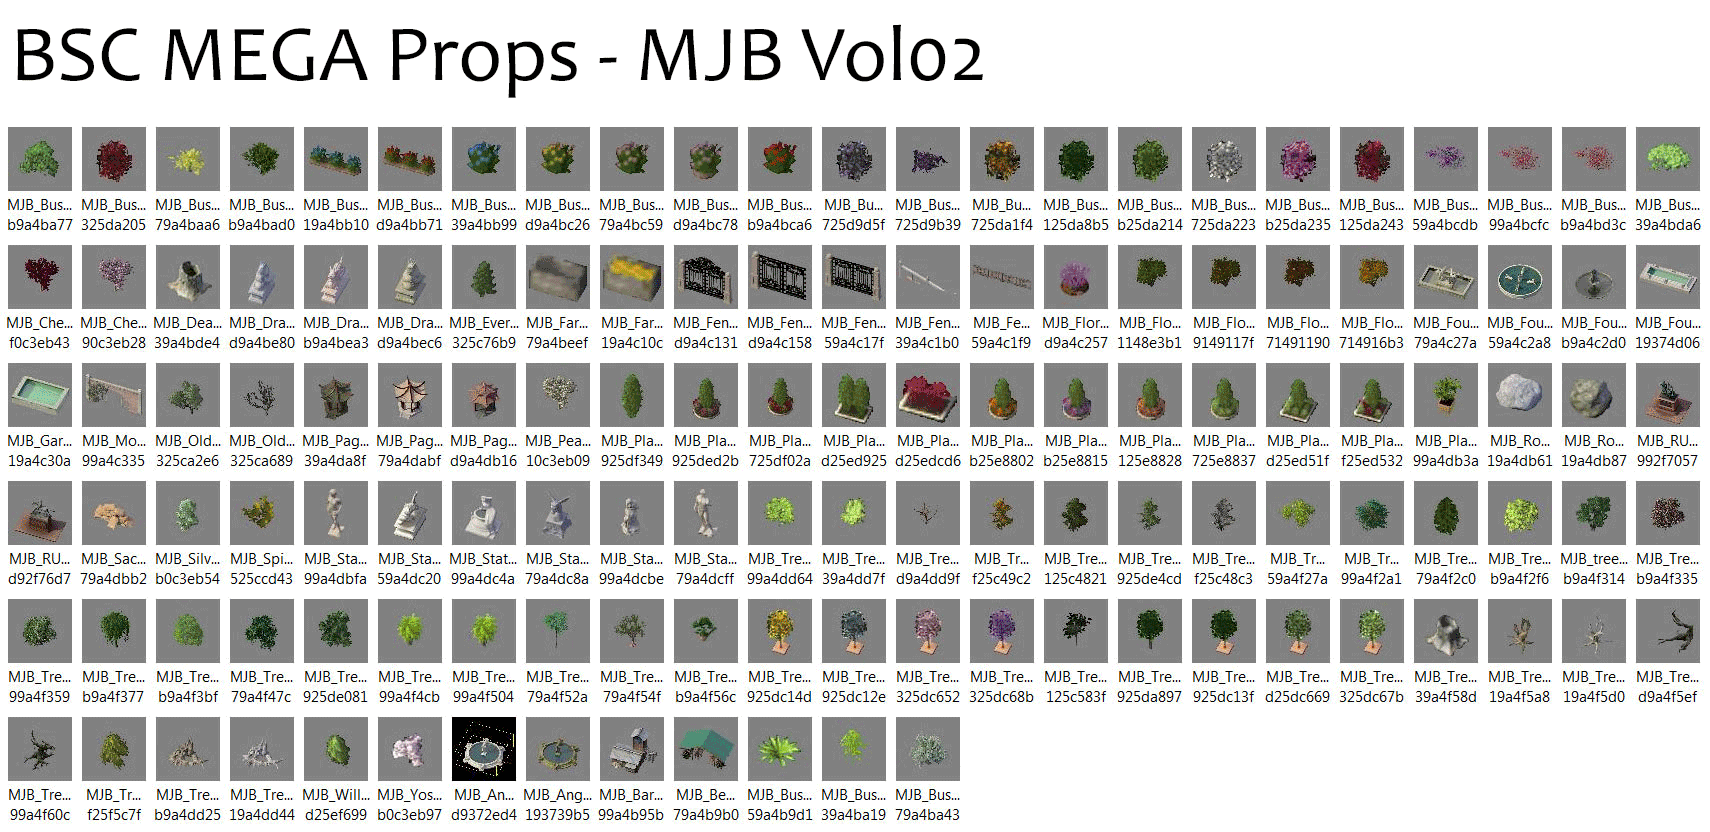 BSC MEGA Props - MJB Vol02
MJB_Bus... MJB_Bus... MJB_Bus... MJB_Bus... MJB_Bus... MJB_Bus... MJB_Bus... MJB_Bus... MJB_Bus... MJB_Bus... MJB_Bus... MJB_Bu... MJB_Bus... MJB_Bu... MJB_Bus... MJB_Bus... MJB_Bus... MJB_Bus... MJB_Bus... MJB_Bus... MJB_Bus... MJB_Bus... MJB_Bus...
b9a4ba77 325da205 79a4baa6 b9a4bad0 19a4bb10 d9a4bb71 39a4bb99 d9a4bc26 79a4bc59 d9a4bc78 b9a4bca6 725d9d5f 725d9b39 725da1f4 125da8b5 b25da214 725da223 b25da235 125da243 59a4bcdb 99a4bcfc b9a4bd3c 39a4bda6
MJB_Che... MJB_Che... MJB_Dea... MJB_Dra... MJB_Dra... MJB_Dra... MJB_Ever... MJB_Far... MJB_Far... MJB_Fen... MJB_Fen... MJB_Fen... MJB_Fen... MJB_Fe... MJB_Flor... MJB_Flo... MJB_Flo... MJB_Flo... MJB_Flo... MJB_Fou... MJB_Fou... MJB_Fou... MJB_Fou...
f0c3eb43 90c3eb28 39a4bde4 d9a4be80 b9a4bea3 d9a4bec6 325c76b9 79a4beef 19a4c10c d9a4c131 d9a4c158 59a4c17f 39a4c1b0 59a4c1f9 d9a4c257 1148e3b1 9149117f 71491190 714916b3 79a4c27a 59a4c2a8 b9a4c2d0 19374d06
MJB_Gar... MJB_Mo... MJB_Old... MJB_Old... MJB_Pag... MJB_Pag... MJB_Pag... MJB_Pea... MJB_Pla... MJB_Pla... MJB_Pla... MJB_Pla... MJB_Pla... MJB_Pla... MJB_Pla... MJB_Pla... MJB_Pla... MJB_Pla... MJB_Pla... MJB_Pla... MJB_Ro... MJB_Ro... MJB_RU...
19a4c30a 99a4c335 325ca2e6 325ca689 39a4da8f 79a4dabf d9a4db16 10c3eb09 925df349 925ded2b 725df02a d25ed925 d25edcd6 b25e8802 b25e8815 125e8828 725e8837 d25ed51f f25ed532 99a4db3a 19a4db61 19a4db87 992f7057
MJB_RU... MJB_Sac... MJB_Silv... MJB_Spi... MJB_Sta... MJB_Sta... MJB_Stat... MJB_Sta... MJB_Sta... MJB_Sta... MJB_Tre... MJB_Tre... MJB_Tre... MJB_Tr... MJB_Tre... MJB_Tre... MJB_Tre... MJB_Tr... MJB_Tr... MJB_Tre... MJB_Tre... MJB_tree... MJB_Tre...
d92f76d7 79a4dbb2 b0c3eb54 525ccd43 99a4dbfa 59a4dc20 99a4dc4a 79a4dc8a 99a4dcbe 79a4dcff 99a4dd64 39a4dd7f d9a4dd9f f25c49c2 125c4821 925de4cd f25c48c3 59a4f27a 99a4f2a1 79a4f2c0 b9a4f2f6 b9a4f314 b9a4f335
MJB_Tre... MJB_Tre... MJB_Tre... MJB_Tre... MJB_Tre... MJB_Tre... MJB_Tre... MJB_Tre... MJB_Tre... MJB_Tre... MJB_Tre... MJB_Tre... MJB_Tre... MJB_Tre... MJB_Tre... MJB_Tre... MJB_Tre... MJB_Tre... MJB_Tre... MJB_Tre... MJB_Tre... MJB_Tre... MJB_Tre...
99a4f359 b9a4f377 b9a4f3bf 79a4f47c 925de081 99a4f4cb 99a4f504 79a4f52a 79a4f54f b9a4f56c 925dc14d 925dc12e 325dc652 325dc68b 125c583f 925da897 925dc13f d25dc669 325dc67b 39a4f58d 19a4f5a8 19a4f5d0 d9a4f5ef
MJB_Tre... MJB_Tr... MJB_Tre... MJB_Tre... MJB_Will... MJB_Yos... MJB_An... MJB_Ang... MJB_Bar... MJB_Be... MJB_Bus... MJB_Bus... MJB_Bus...
99a4f60c f25f5c7f b9a4dd25 19a4dd44 d25ef699 b0c3eb97 d9372ed4 193739b5 99a4b95b 79a4b9b0 59a4b9d1 39a4ba19 79a4ba43